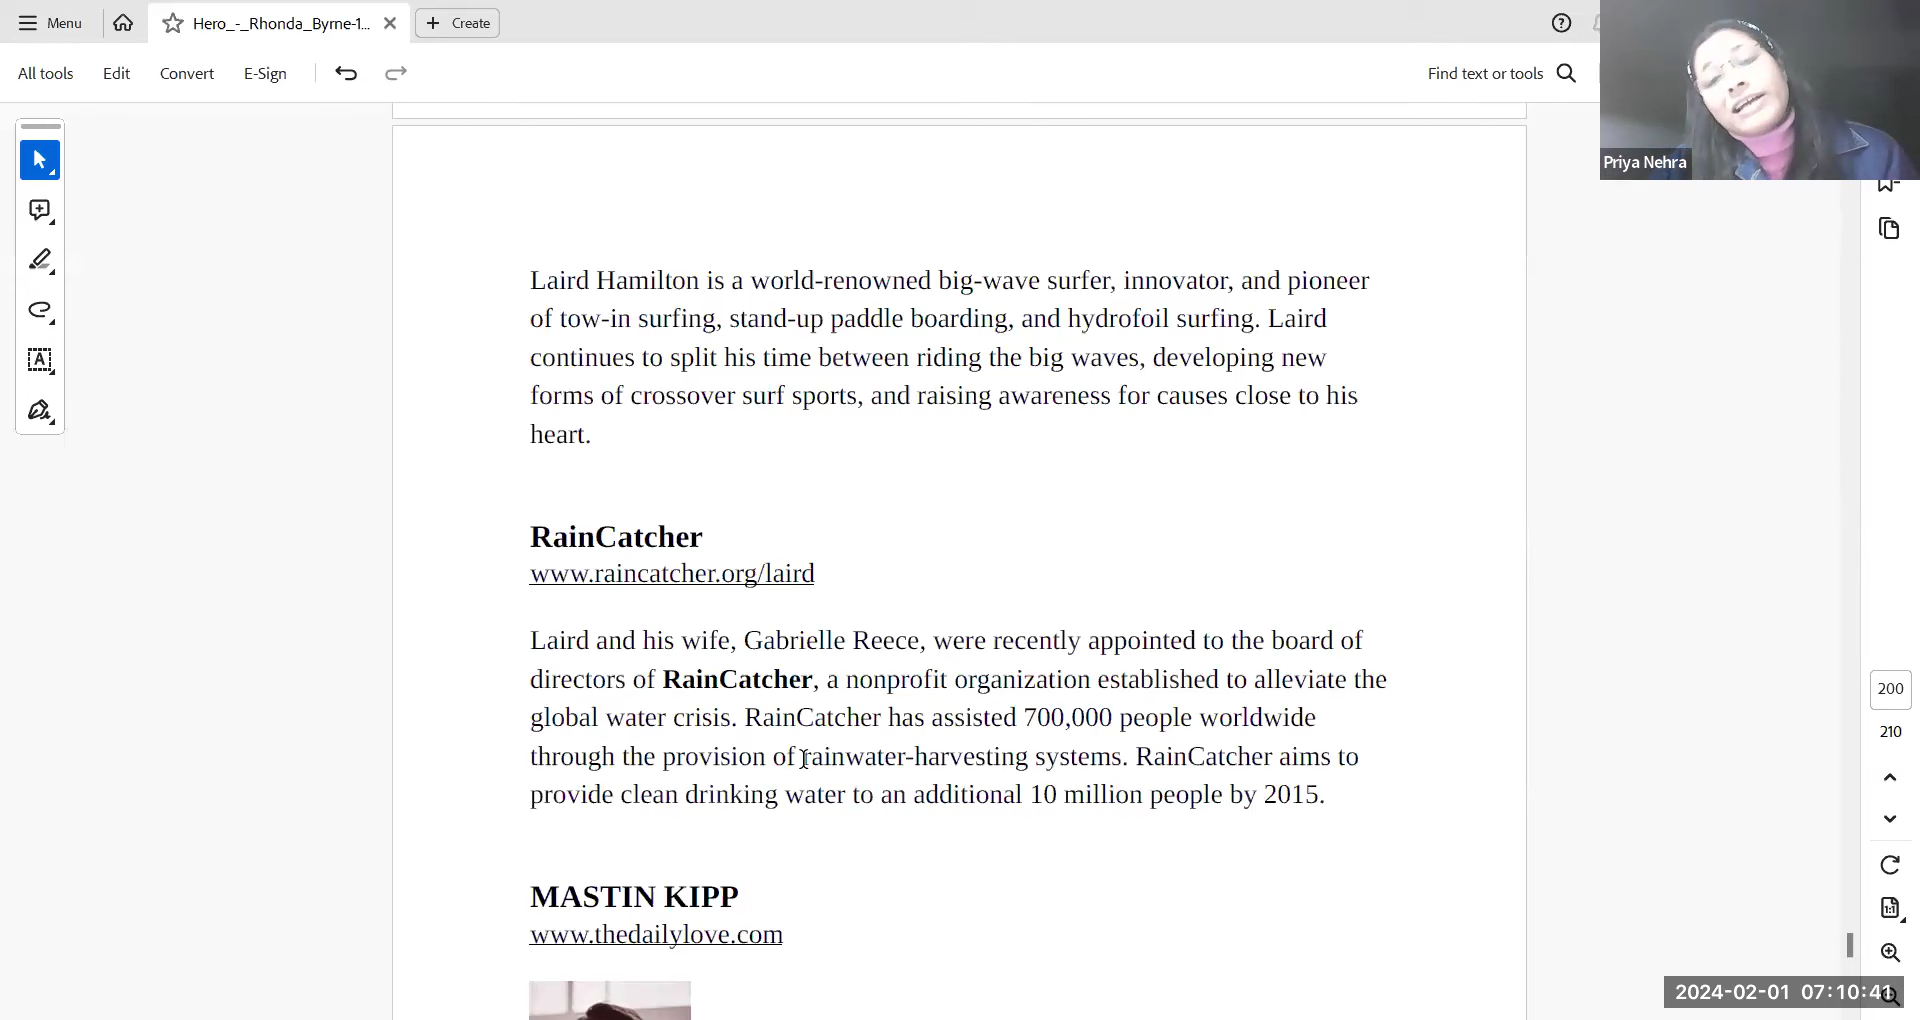 Menu
Hero_-_Rhonda_Byrne-1...
Create
All tools
Edit
Convert
E-Sign
Find text or tools
Priya Nehra
Laird Hamilton is a world-renowned big-wave surfer, innovator, and pioneer
of tow-in surfing, stand-up paddle boarding, and hydrofoil surfing. Laird
continues to split his time between riding the big waves, developing new
forms of crossover surf sports, and raising awareness for causes close to his
heart.
RainCatcher
www.raincatcher.org/laird
Laird and his wife, Gabrielle Reece, were recently appointed to the board of
directors of RainCatcher, a nonprofit organization established to alleviate the
global water crisis. RainCatcher has assisted 700,000 people worldwide
through the provision of rainwater-harvesting systems. RainCatcher aims to
provide clean drinking water to an additional 10 million people by 2015.
MASTIN KIPP
www.thedailylove.com
200
210
2024-02-01 07:10:41